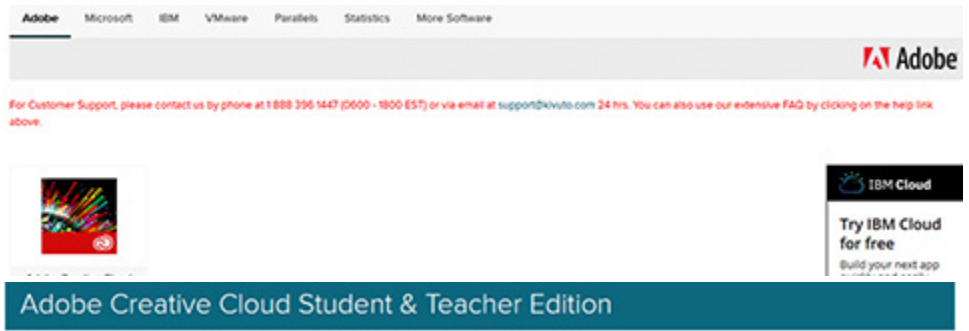 Adobe Microsoft IBM VMware Parallels Statistics More Software
Adobe
For Customer Support, please contact us by phone at 1 888 396 1447 (0600 - 1800 EST) or via email at support@kivuto.com 24 hrs. You can also use our extensive FAQ by clicking on the help link
above.
IBM Cloud
Try IBM Cloud
for free
Build your next app
Adobe Creative Cloud Student & Teacher Edition